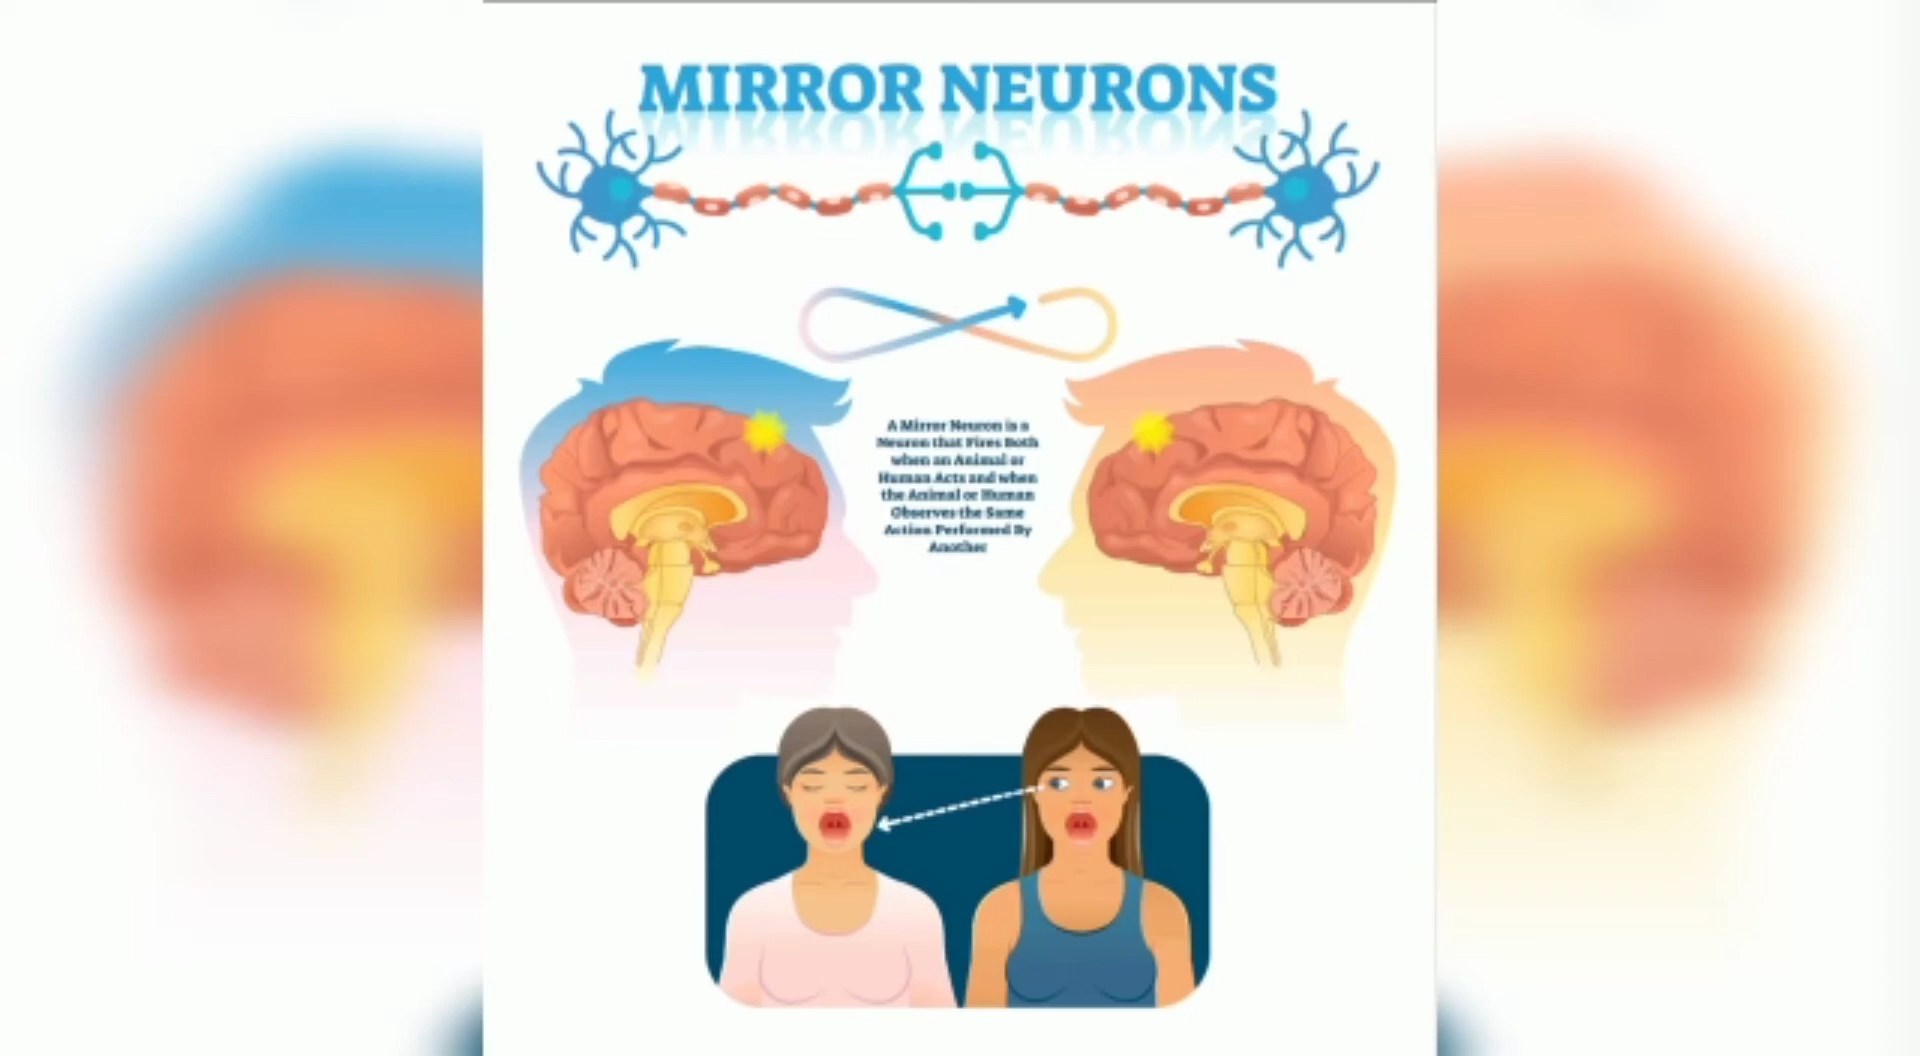 MIRROR NEURONS
A Mirror Neuron is a
Neuron that Fires Both
when an Animal or
Human Acts and when
the Animal or Human
Observes the Same
Action Performed By
Another